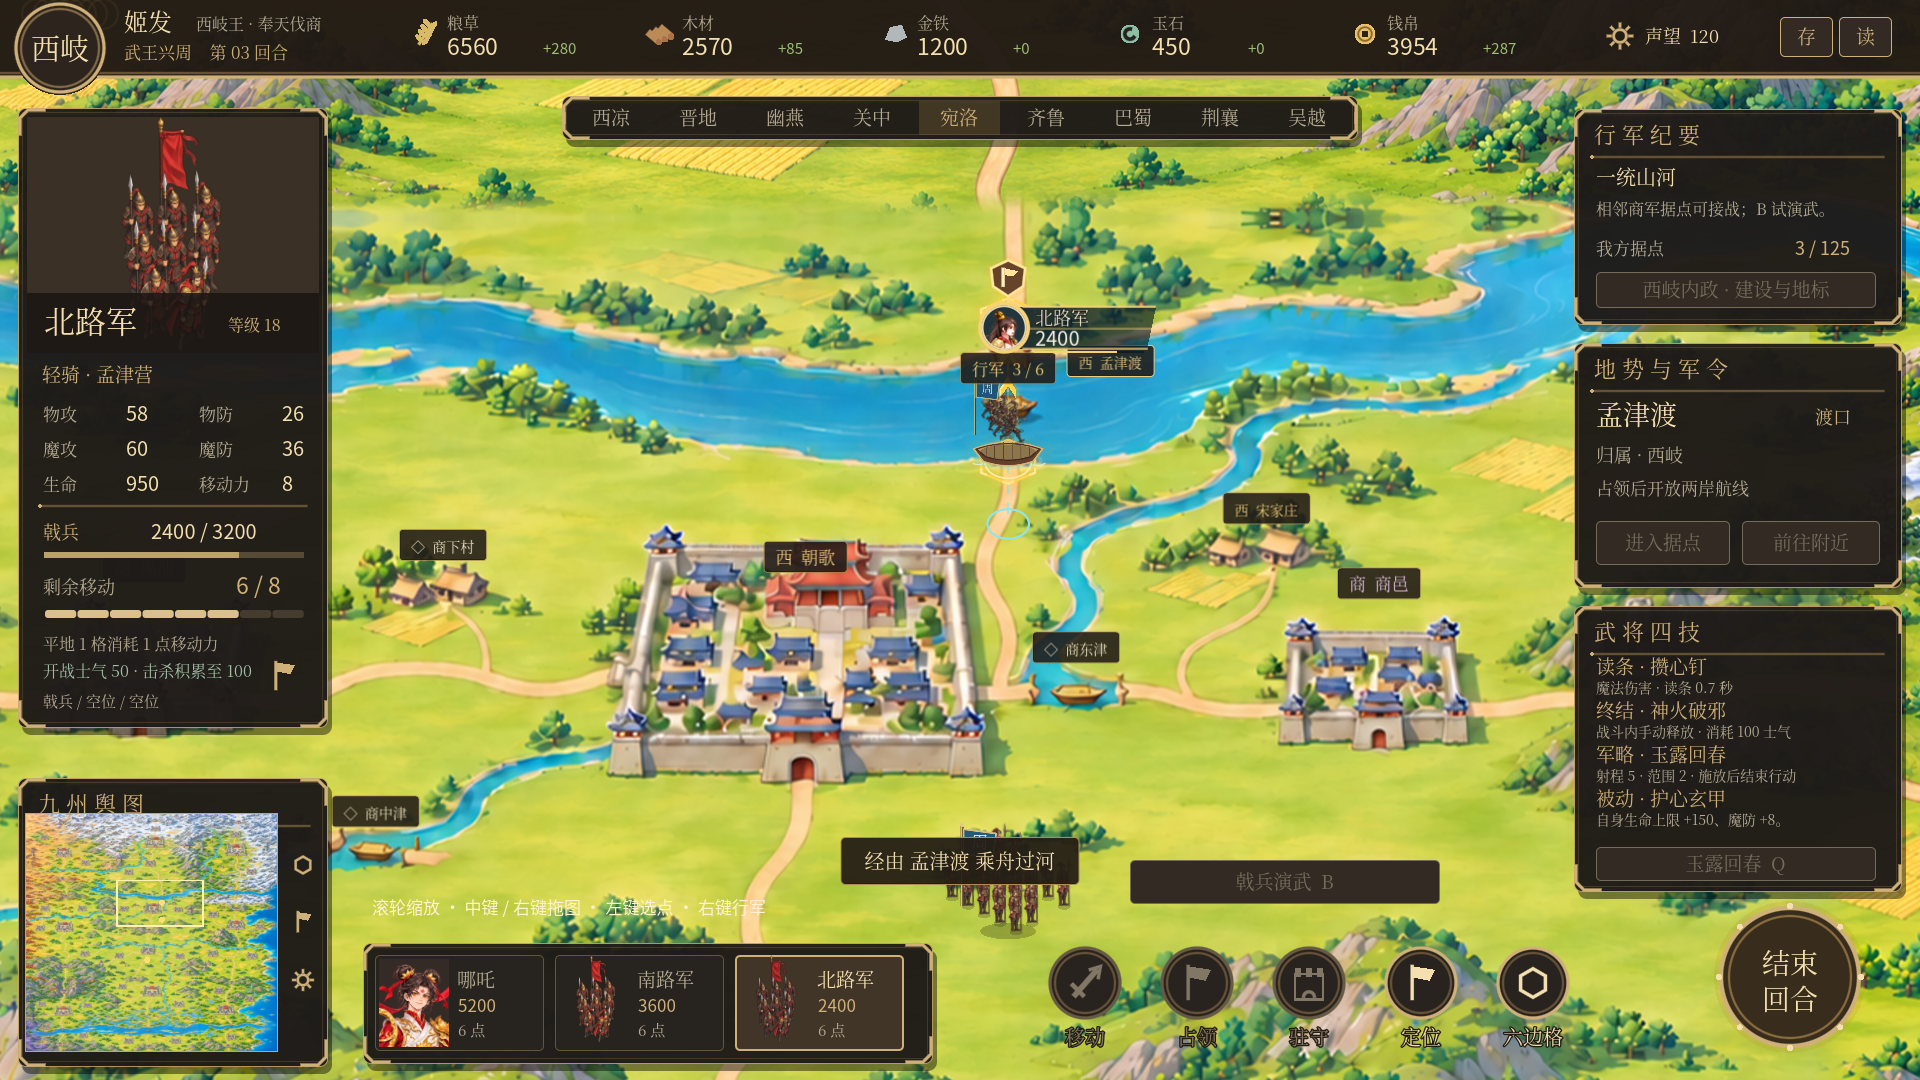 西岐
姬发 西岐王 · 奉天伐商
武王兴周 第 03 回合
粮草 6560 +280
木材 2570 +85
金铁 1200 +0
玉石 450 +0
钱帛 3954 +287
声望 120
存 读
西凉 晋地 幽燕 关中 宛洛 齐鲁 巴蜀 荆襄 吴越
北路军 等级 18
轻骑 · 孟津营
物攻 58 物防 26
魔攻 60 魔防 36
生命 950 移动力 8
戟兵 2400 / 3200
剩余移动 6 / 8
平地 1 格消耗 1 点移动力
开战士气 50 · 击杀积累至 100
戟兵 / 空位 / 空位
九州舆图
北路军
2400
行军 3 / 6
西 孟津渡
周
商下村
西 朝歌
西 宋家庄
商 商邑
商东津
商中津
经由 孟津渡 乘舟过河
戟兵演武 B
滚轮缩放 · 中键 / 右键拖图 · 左键选点 · 右键行军
哪吒
5200
6 点
南路军
3600
6 点
北路军
2400
6 点
移动 占领 驻守 定位 六边格
行军纪要
一统山河
相邻商军据点可接战；B 试演武。
我方据点 3 / 125
西岐内政 · 建设与地标
地势与军令
孟津渡 渡口
归属 · 西岐
占领后开放两岸航线
进入据点 前往附近
武将四技
读条 · 攒心钉
魔法伤害 · 读条 0.7 秒
终结 · 神火破邪
战斗内手动释放 · 消耗 100 士气
军略 · 玉露回春
射程 5 · 范围 2 · 施放后结束行动
被动 · 护心玄甲
自身生命上限 +150、魔防 +8。
玉露回春 Q
结束
回合